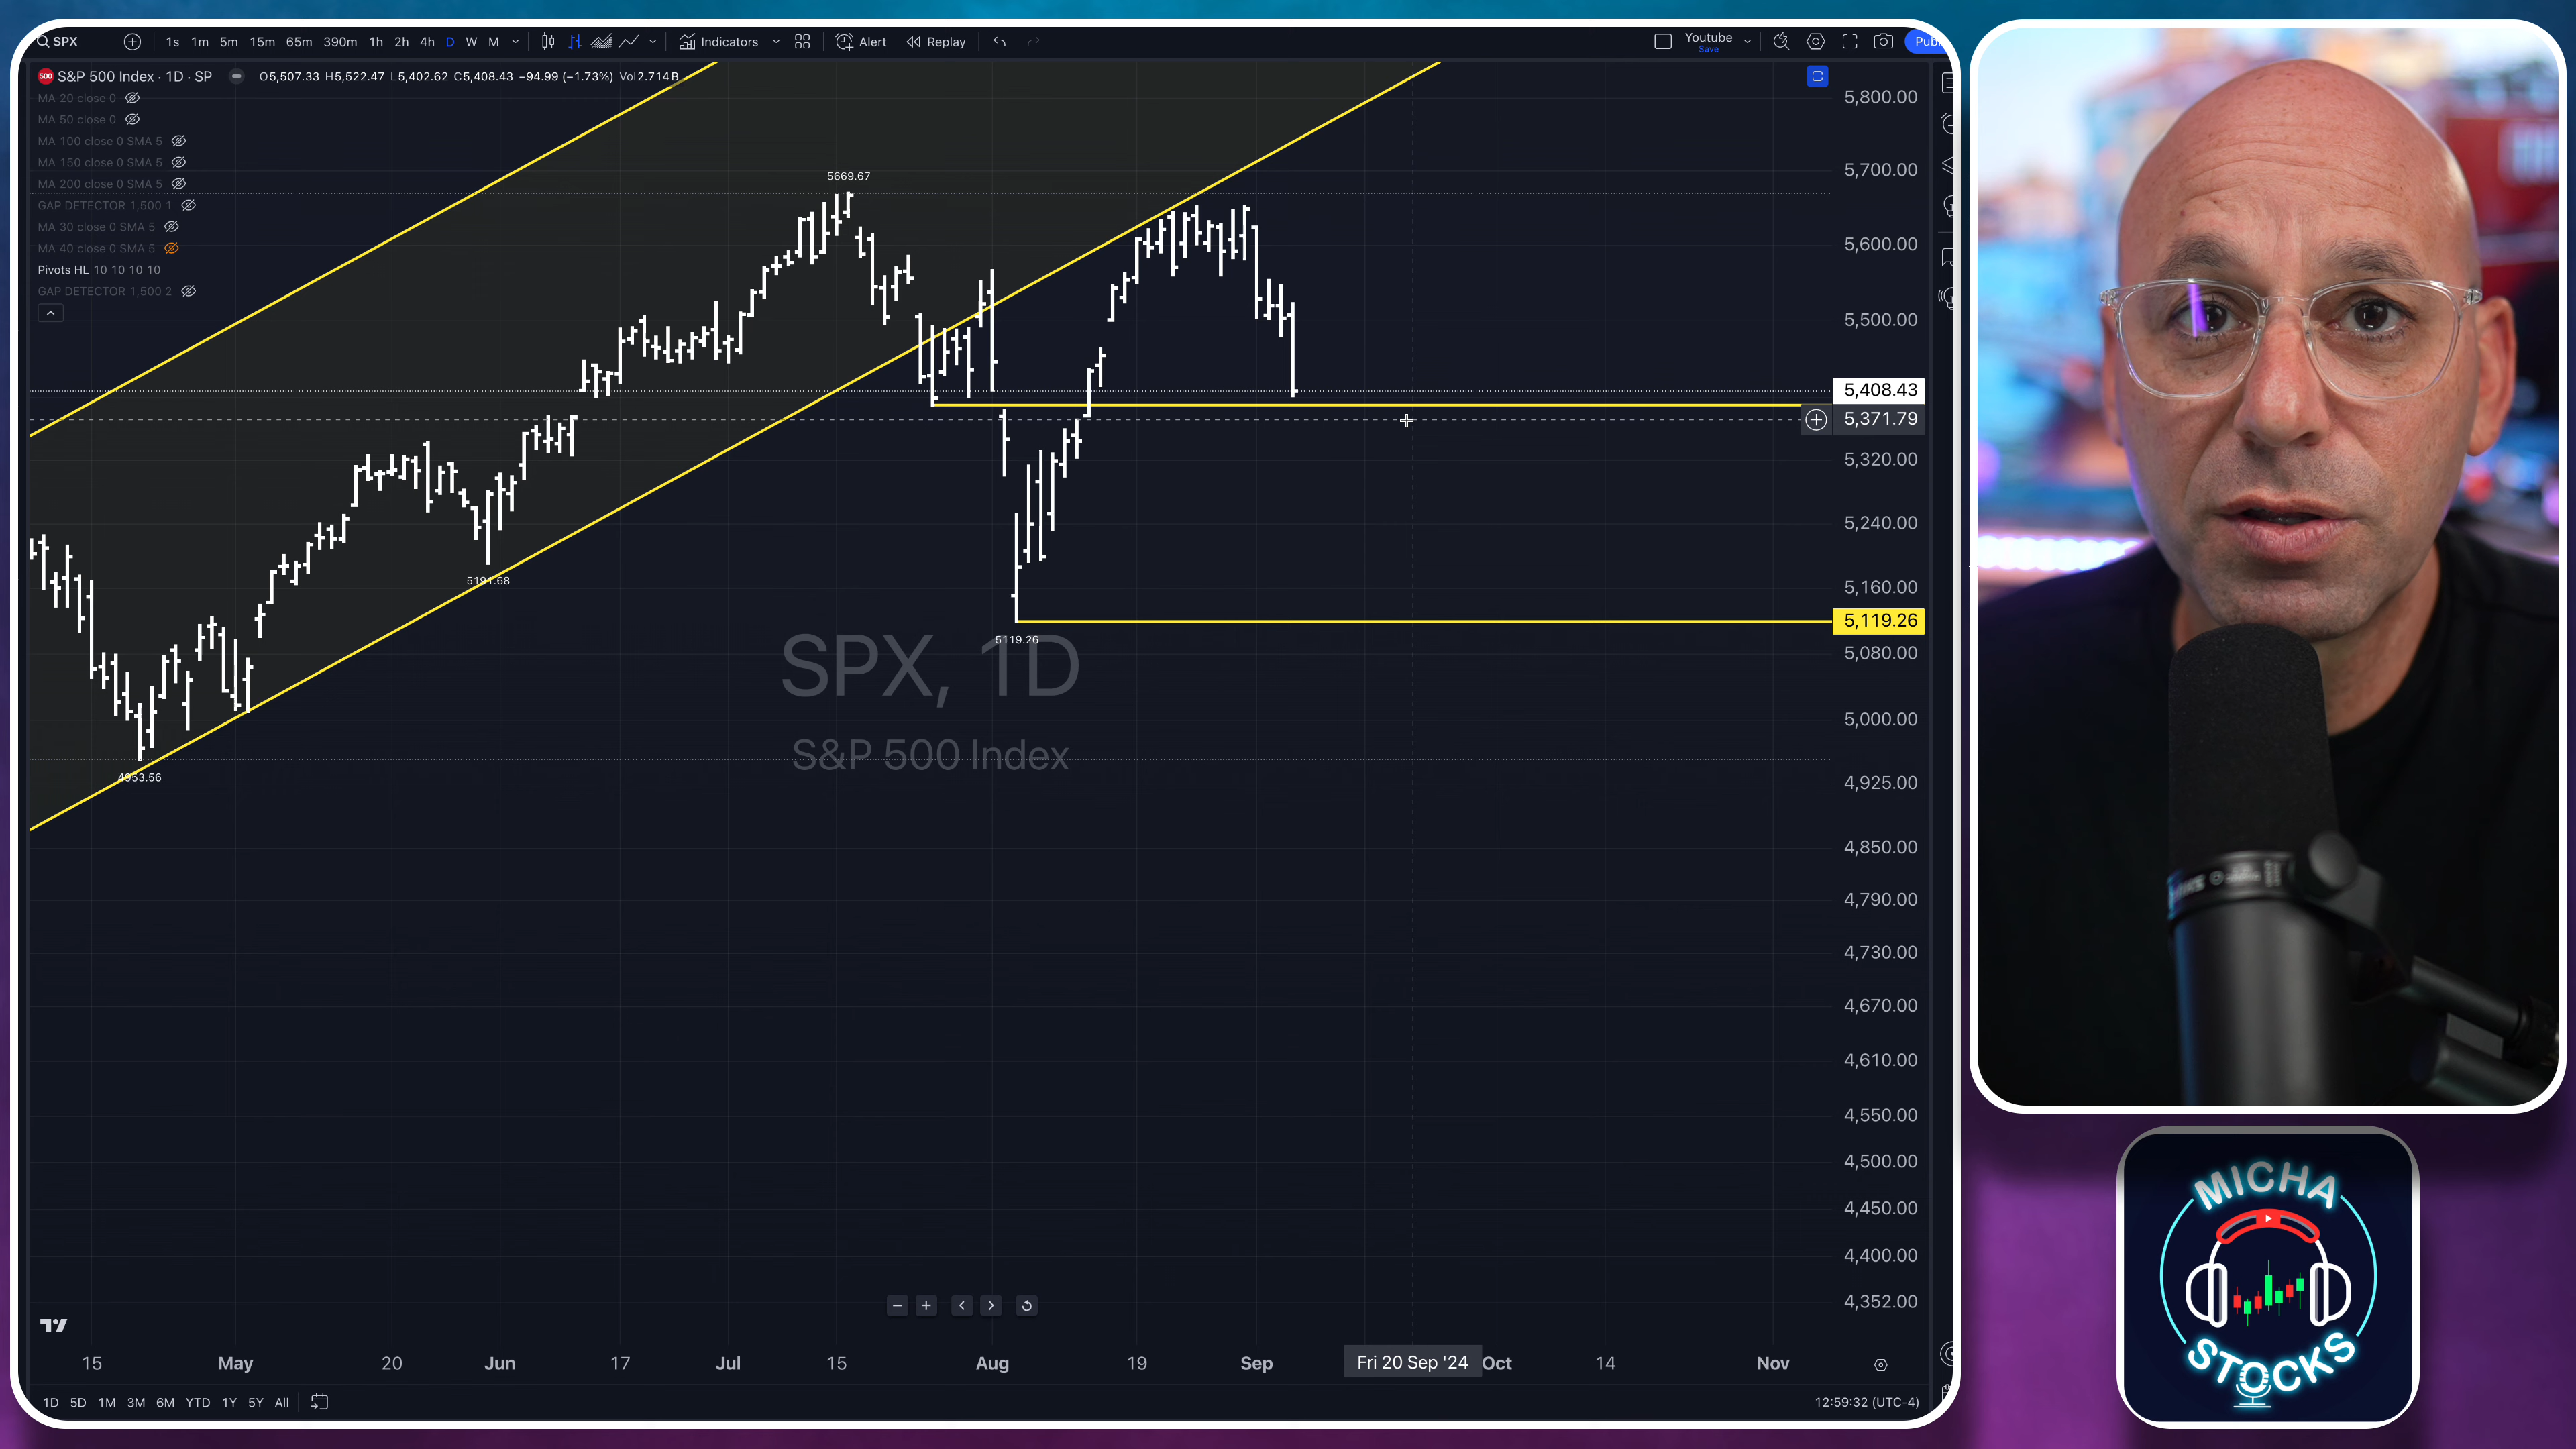 SPX 1s 1m 5m 15m 65m 390m 1h 2h 4h D W M Indicators Alert Replay Youtube Save
S&P 500 Index · 1D · SP O5,507.33 H5,522.47 L5,402.62 C5,408.43 −94.99 (−1.73%) Vol2.714B
MA 20 close 0
MA 50 close 0
MA 100 close 0 SMA 5
MA 150 close 0 SMA 5
MA 200 close 0 SMA 5
GAP DETECTOR 1,500 1
MA 30 close 0 SMA 5
MA 40 close 0 SMA 5
Pivots HL 10 10 10 10
GAP DETECTOR 1,500 2
5669.67
5191.68
5119.26
4953.56
SPX, 1D
S&P 500 Index
5,800.00
5,700.00
5,600.00
5,500.00
5,408.43
5,371.79
5,320.00
5,240.00
5,160.00
5,119.26
5,080.00
5,000.00
4,925.00
4,850.00
4,790.00
4,730.00
4,670.00
4,610.00
4,550.00
4,500.00
4,450.00
4,400.00
4,352.00
15 May 20 Jun 17 Jul 15 Aug 19 Sep Fri 20 Sep '24 Oct 14 Nov
1D 5D 1M 3M 6M YTD 1Y 5Y All 12:59:32 (UTC-4)
MICHA
STOCKS